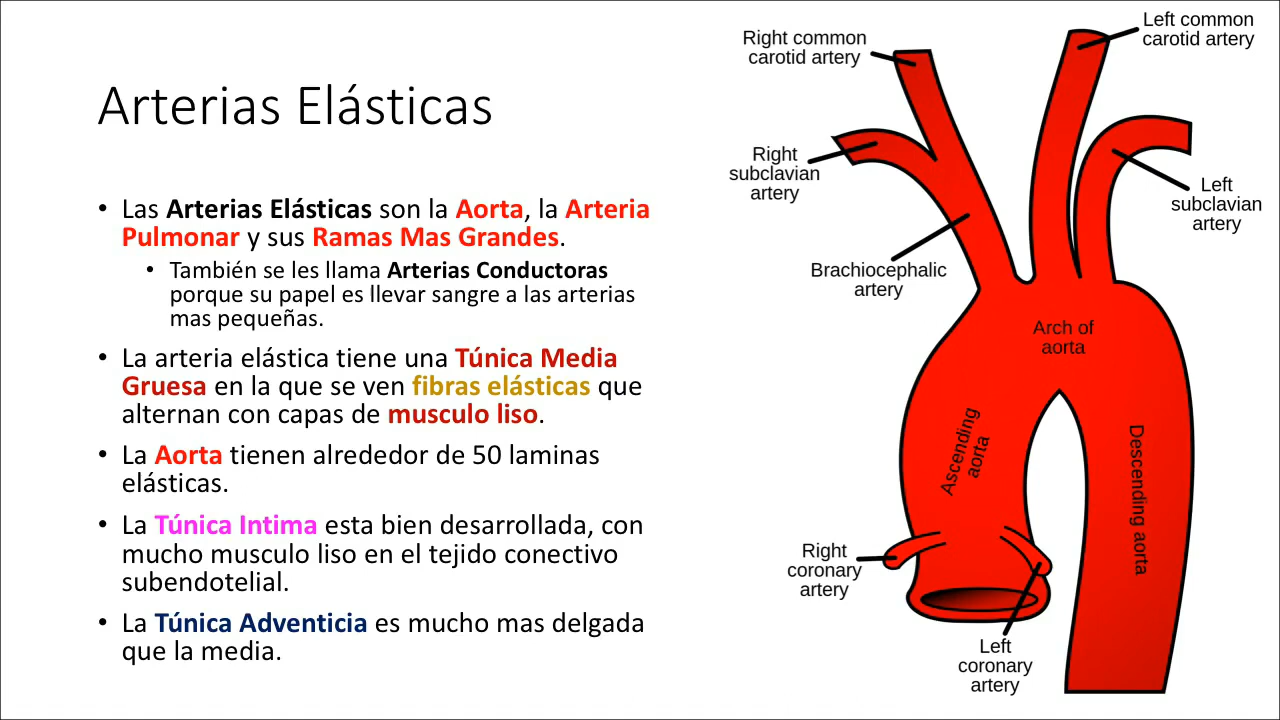 Arterias Elásticas
• Las Arterias Elásticas son la Aorta, la Arteria
Pulmonar y sus Ramas Mas Grandes.
• También se les llama Arterias Conductoras
porque su papel es llevar sangre a las arterias
mas pequeñas.
• La arteria elástica tiene una Túnica Media
Gruesa en la que se ven fibras elásticas que
alternan con capas de musculo liso.
• La Aorta tienen alrededor de 50 laminas
elásticas.
• La Túnica Intima esta bien desarrollada, con
mucho musculo liso en el tejido conectivo
subendotelial.
• La Túnica Adventicia es mucho mas delgada
que la media.
Right common
carotid artery
Left common
carotid artery
Right
subclavian
artery
Left
subclavian
artery
Brachiocephalic
artery
Arch of
aorta
Ascending
aorta
Descending aorta
Right
coronary
artery
Left
coronary
artery